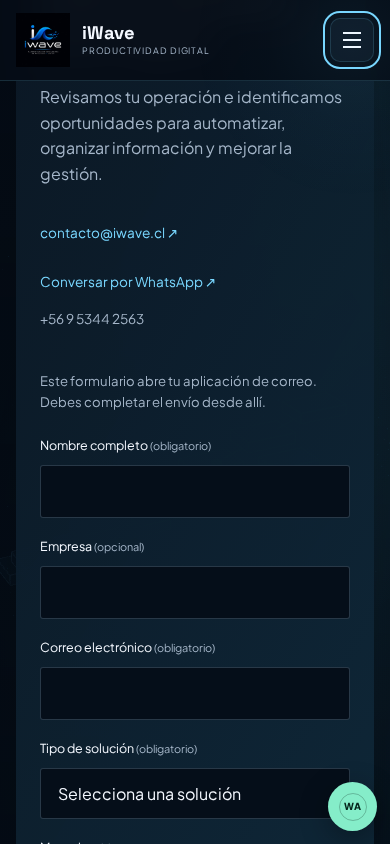 iWave
iWave
PRODUCTIVIDAD DIGITAL
Revisamos tu operación e identificamos
oportunidades para automatizar,
organizar información y mejorar la
gestión.
contacto@iwave.cl ↗
Conversar por WhatsApp ↗
+56 9 5344 2563
Este formulario abre tu aplicación de correo.
Debes completar el envío desde allí.
Nombre completo (obligatorio)
Empresa (opcional)
Correo electrónico (obligatorio)
Tipo de solución (obligatorio)
Selecciona una solución
WA